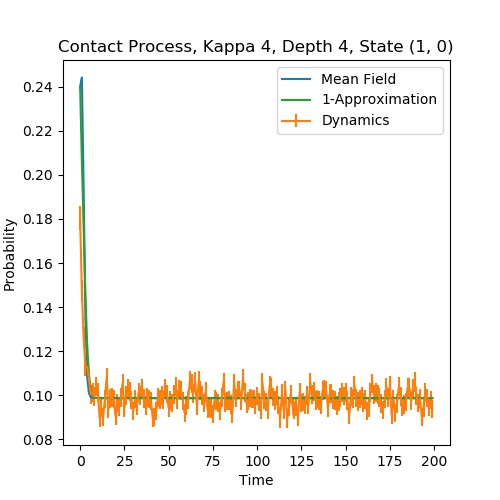 Contact Process, Kappa 4, Depth 4, State (1, 0)
Mean Field
1-Approximation
Dynamics
Probability
0.24
0.22
0.20
0.18
0.16
0.14
0.12
0.10
0.08
0 25 50 75 100 125 150 175 200
Time